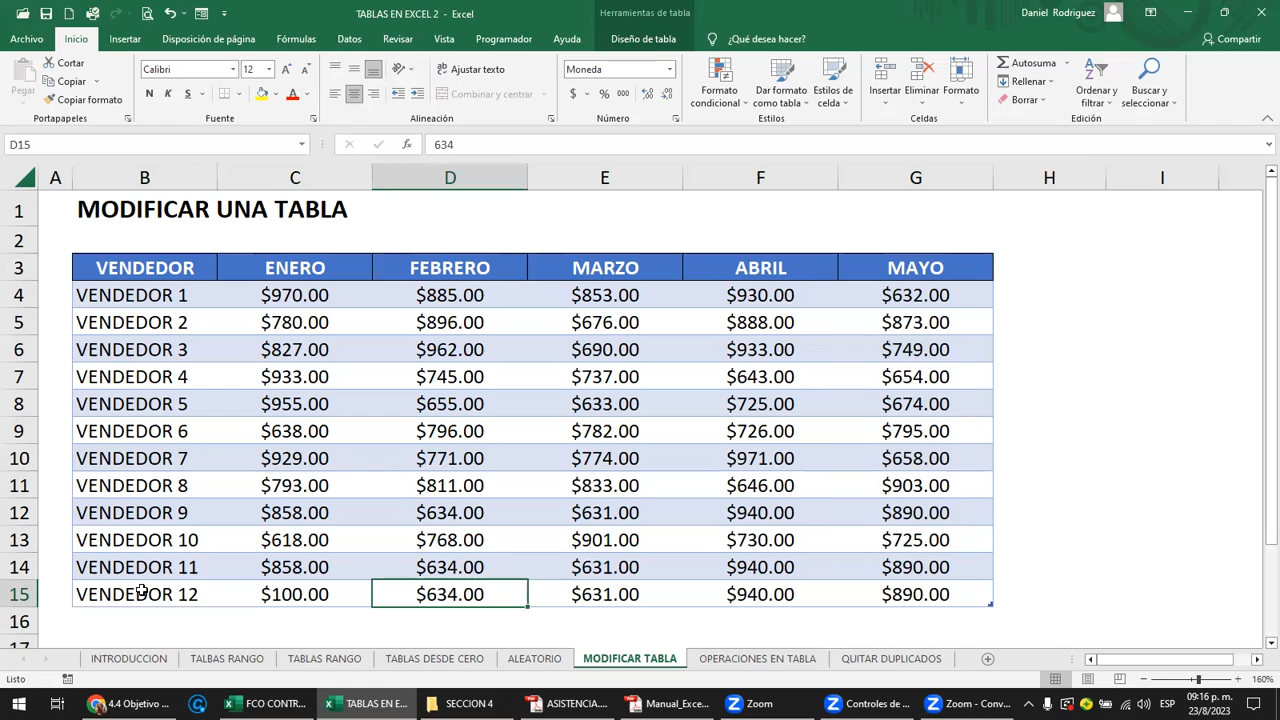 TABLAS EN EXCEL 2 - Excel
Herramientas de tabla
Daniel Rodriguez
Archivo Inicio Insertar Disposición de página Fórmulas Datos Revisar Vista Programador Ayuda Diseño de tabla ¿Qué desea hacer? Compartir
Pegar
Cortar
Copiar
Copiar formato
Portapapeles
Calibri 12
N K S
Fuente
Ajustar texto
Combinar y centrar
Alineación
Moneda
$ % 000
Número
Formato condicional
Dar formato como tabla
Estilos de celda
Estilos
Insertar Eliminar Formato
Celdas
Autosuma
Rellenar
Borrar
Ordenar y filtrar
Buscar y seleccionar
Edición
D15 fx 634
A B C D E F G H I
1 MODIFICAR UNA TABLA
2
3 VENDEDOR ENERO FEBRERO MARZO ABRIL MAYO
4 VENDEDOR 1 $970.00 $885.00 $853.00 $930.00 $632.00
5 VENDEDOR 2 $780.00 $896.00 $676.00 $888.00 $873.00
6 VENDEDOR 3 $827.00 $962.00 $690.00 $933.00 $749.00
7 VENDEDOR 4 $933.00 $745.00 $737.00 $643.00 $654.00
8 VENDEDOR 5 $955.00 $655.00 $633.00 $725.00 $674.00
9 VENDEDOR 6 $638.00 $796.00 $782.00 $726.00 $795.00
10 VENDEDOR 7 $929.00 $771.00 $774.00 $971.00 $658.00
11 VENDEDOR 8 $793.00 $811.00 $833.00 $646.00 $903.00
12 VENDEDOR 9 $858.00 $634.00 $631.00 $940.00 $890.00
13 VENDEDOR 10 $618.00 $768.00 $901.00 $730.00 $725.00
14 VENDEDOR 11 $858.00 $634.00 $631.00 $940.00 $890.00
15 VENDEDOR 12 $100.00 $634.00 $631.00 $940.00 $890.00
16
17
INTRODUCCION TALBAS RANGO TABLAS RANGO TABLAS DESDE CERO ALEATORIO MODIFICAR TABLA OPERACIONES EN TABLA QUITAR DUPLICADOS
Listo 160%
4.4 Objetivo ... FCO CONTR... TABLAS EN E... SECCION 4 ASISTENCIA.... Manual_Exce... Zoom Controles de ... Zoom - Conv... ESP 09:16 p. m.
23/8/2023